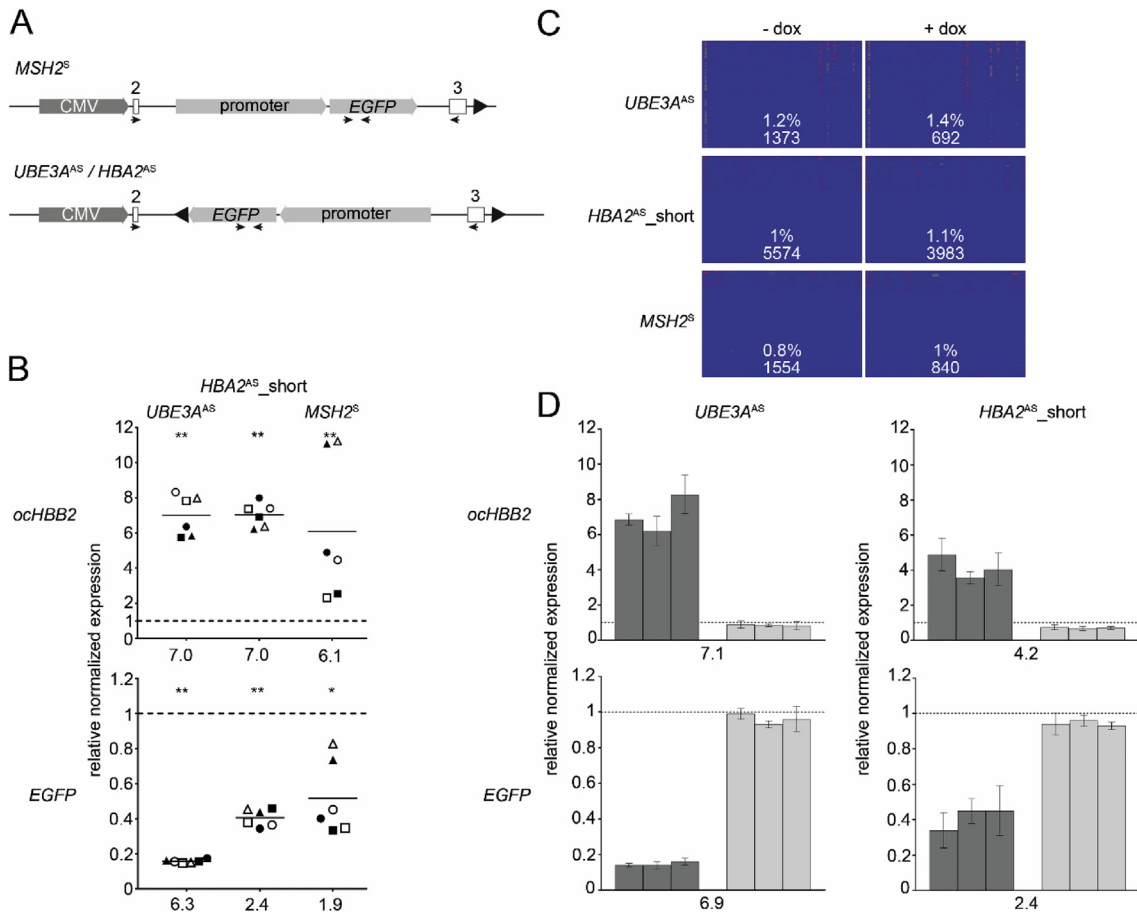 A
MSH2ˢ
2
3
CMV
promoter
EGFP
UBE3Aᴬˢ / HBA2ᴬˢ
2
3
CMV
EGFP
promoter
B
HBA2ᴬˢ_short
UBE3Aᴬˢ
MSH2ˢ
ocHBB2
relative normalized expression
12
10
8
6
4
2
1
0
** ** **
7.0 7.0 6.1
EGFP
1.2
1
0.8
0.6
0.4
0.2
0
** ** *
6.3 2.4 1.9
C
- dox + dox
UBE3Aᴬˢ
1.2% 1.4%
1373 692
HBA2ᴬˢ_short
1% 1.1%
5574 3983
MSH2ˢ
0.8% 1%
1554 840
D
UBE3Aᴬˢ HBA2ᴬˢ_short
ocHBB2
relative normalized expression
12
10
8
6
4
2
1
0
7.1
relative normalized expression
12
10
8
6
4
2
1
0
4.2
EGFP
1.2
1
0.8
0.6
0.4
0.2
0
6.9
1.2
1
0.8
0.6
0.4
0.2
0
2.4